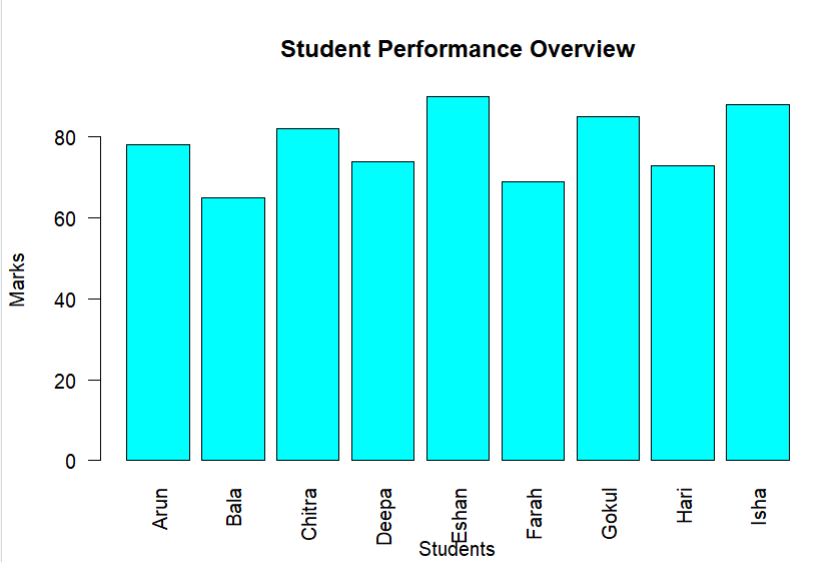 Student Performance Overview
Marks
80
60
40
20
0
Arun
Bala
Chitra
Deepa
Eshan
Farah
Gokul
Hari
Isha
Students